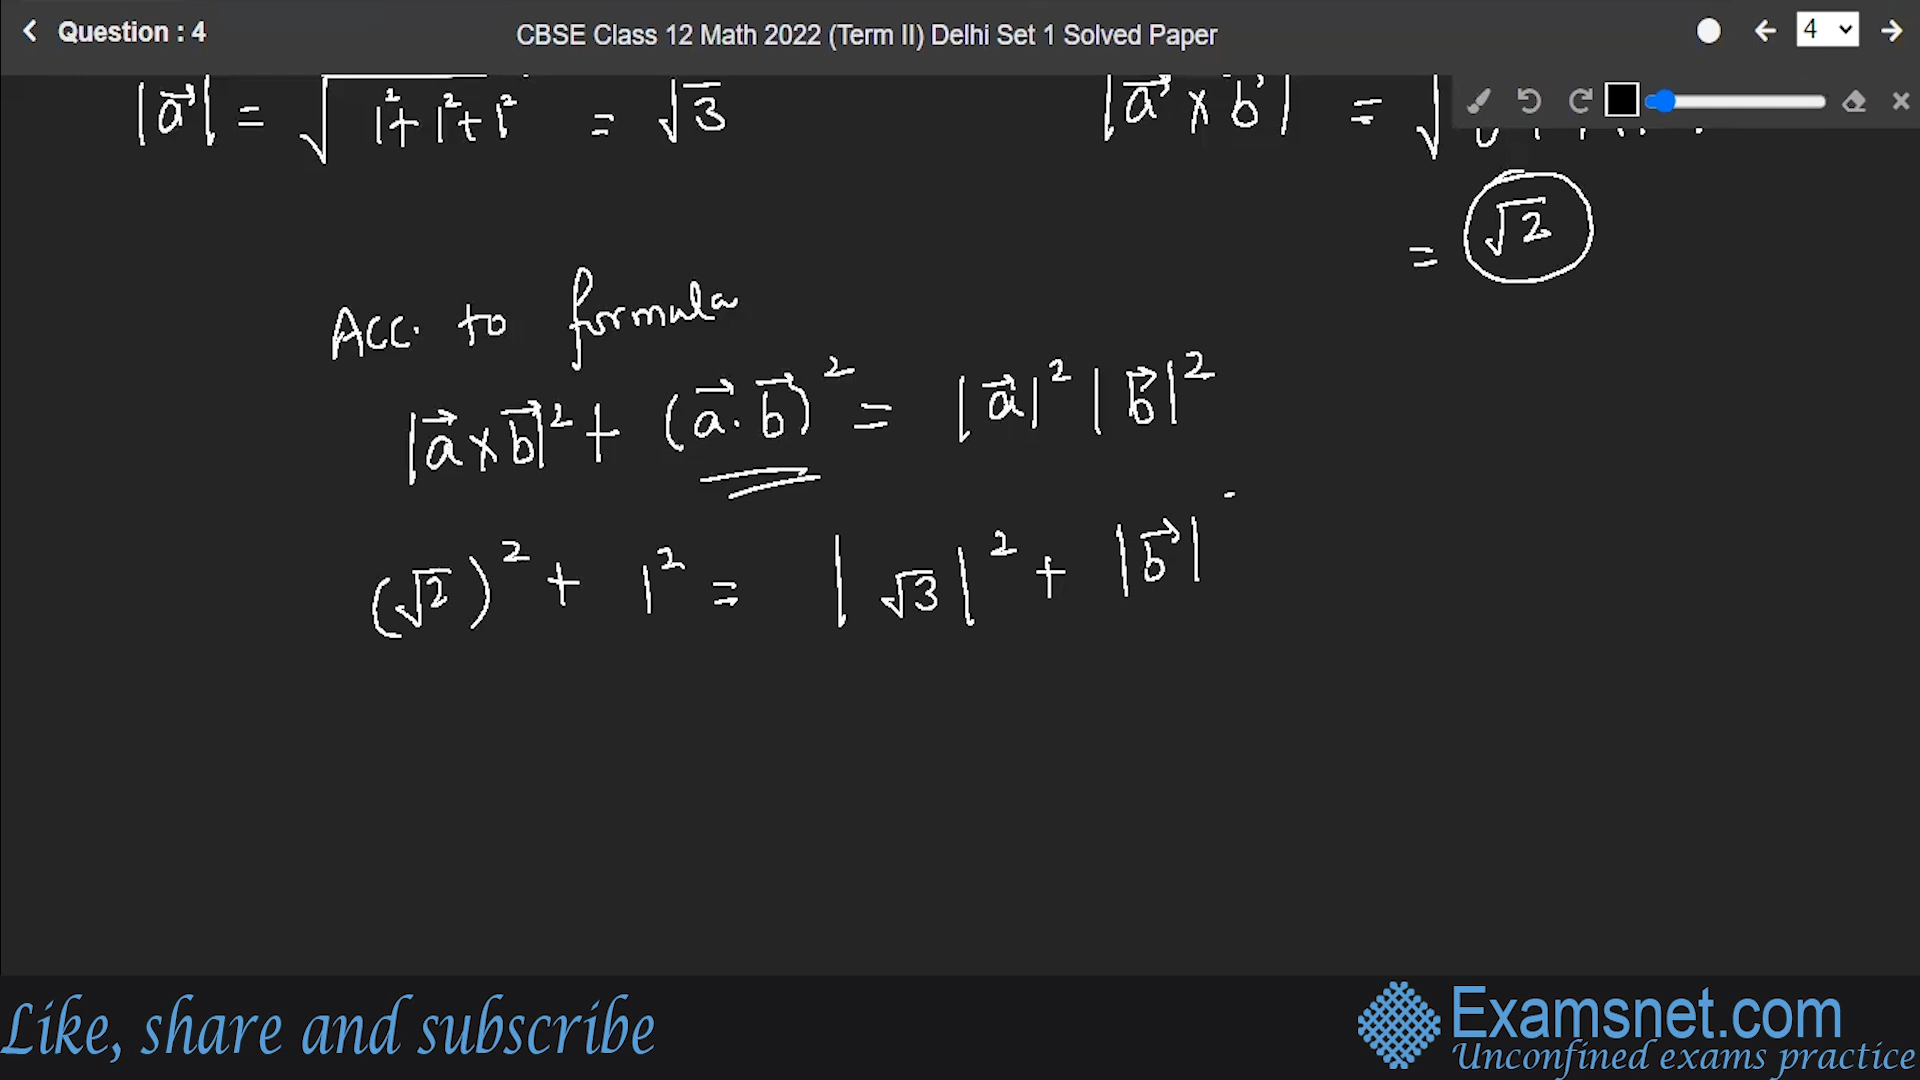 Question : 4
CBSE Class 12 Math 2022 (Term II) Delhi Set 1 Solved Paper
4
|a⃗| = √(1²+1²+1²) = √3
|a⃗ × b⃗| = √
= √2
Acc. to formula
|a⃗×b⃗|² + (a⃗.b⃗)² = |a⃗|² |b⃗|²
(√2)² + 1² = |√3|² + |b⃗|
Like, share and subscribe
Examsnet.com
Unconfined exams practice